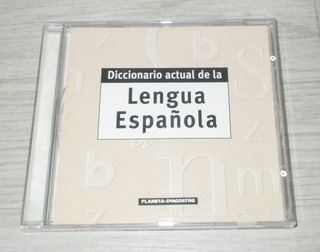 Diccionario actual de la
Lengua
Española
PLANETA-DeAGOSTINI